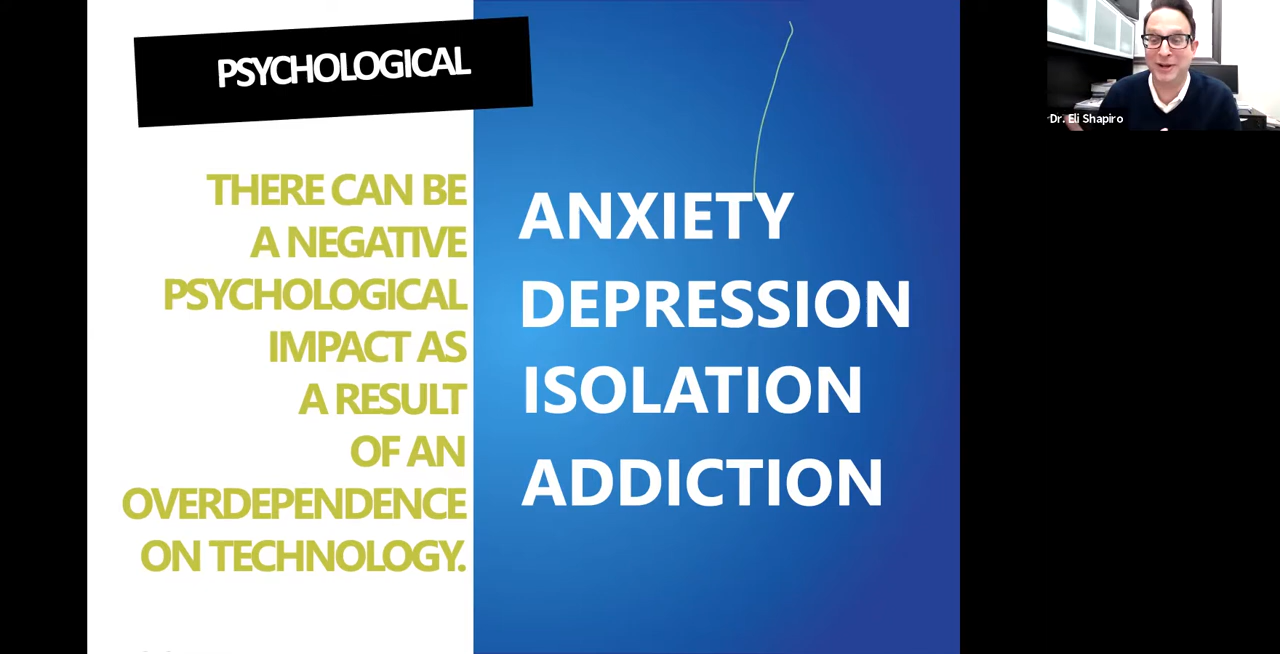 PSYCHOLOGICAL
THERE CAN BE
A NEGATIVE
PSYCHOLOGICAL
IMPACT AS
A RESULT
OF AN
OVERDEPENDENCE
ON TECHNOLOGY.
ANXIETY
DEPRESSION
ISOLATION
ADDICTION
Dr. Eli Shapiro